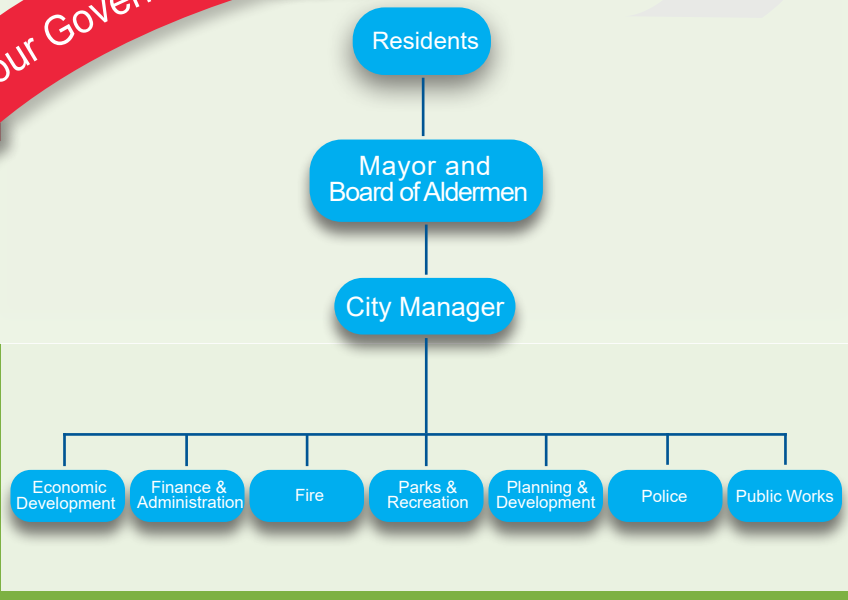 our Govern
Residents
Mayor and
Board of Aldermen
City Manager
Economic
Development
Finance &
Administration
Fire
Parks &
Recreation
Planning &
Development
Police
Public Works